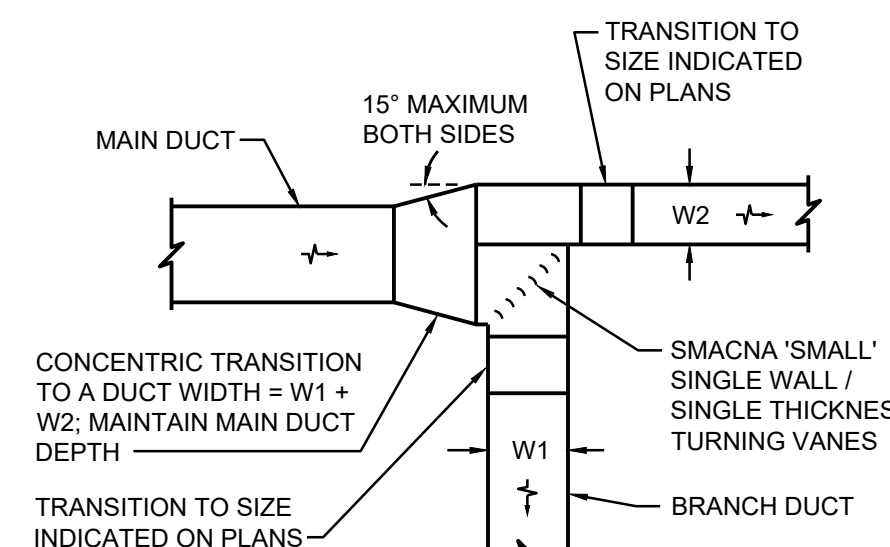 TRANSITION TO
SIZE INDICATED
ON PLANS
15° MAXIMUM
BOTH SIDES
MAIN DUCT
W2
CONCENTRIC TRANSITION
TO A DUCT WIDTH = W1 +
W2; MAINTAIN MAIN DUCT
DEPTH
SMACNA 'SMALL'
SINGLE WALL /
SINGLE THICKNES
TURNING VANES
W1
BRANCH DUCT
TRANSITION TO SIZE
INDICATED ON PLANS